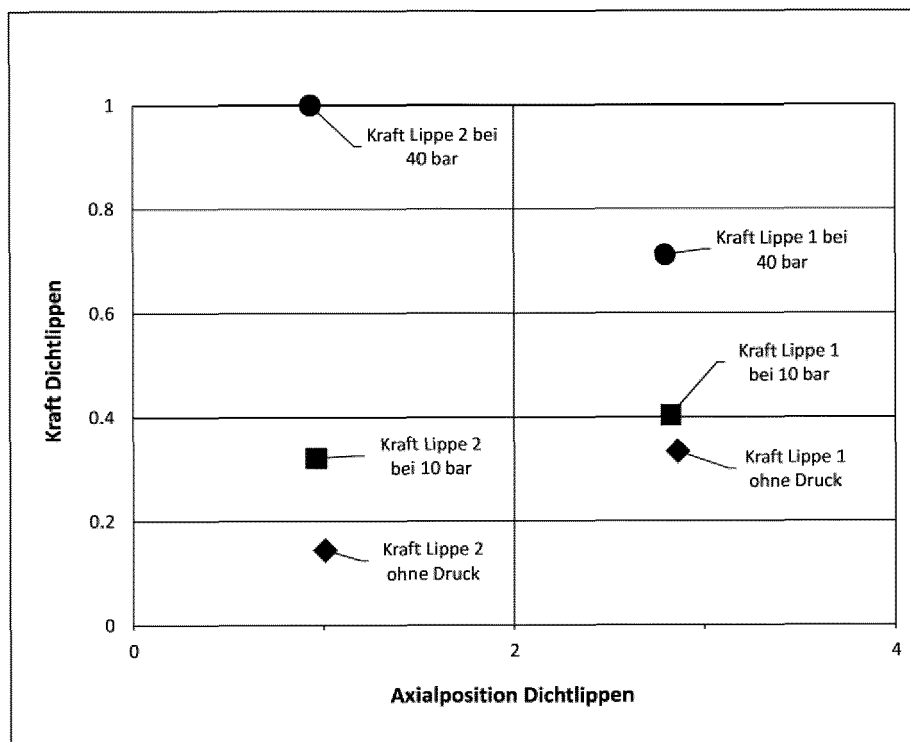 1
Kraft Lippe 2 bei
40 bar
0.8
Kraft Lippe 1 bei
40 bar
0.6
Kraft Lippe 1
bei 10 bar
0.4
Kraft Lippe 2
bei 10 bar
Kraft Lippe 1
ohne Druck
0.2
Kraft Lippe 2
ohne Druck
0
Kraft Dichtlippen
0
2
4
Axialposition Dichtlippen